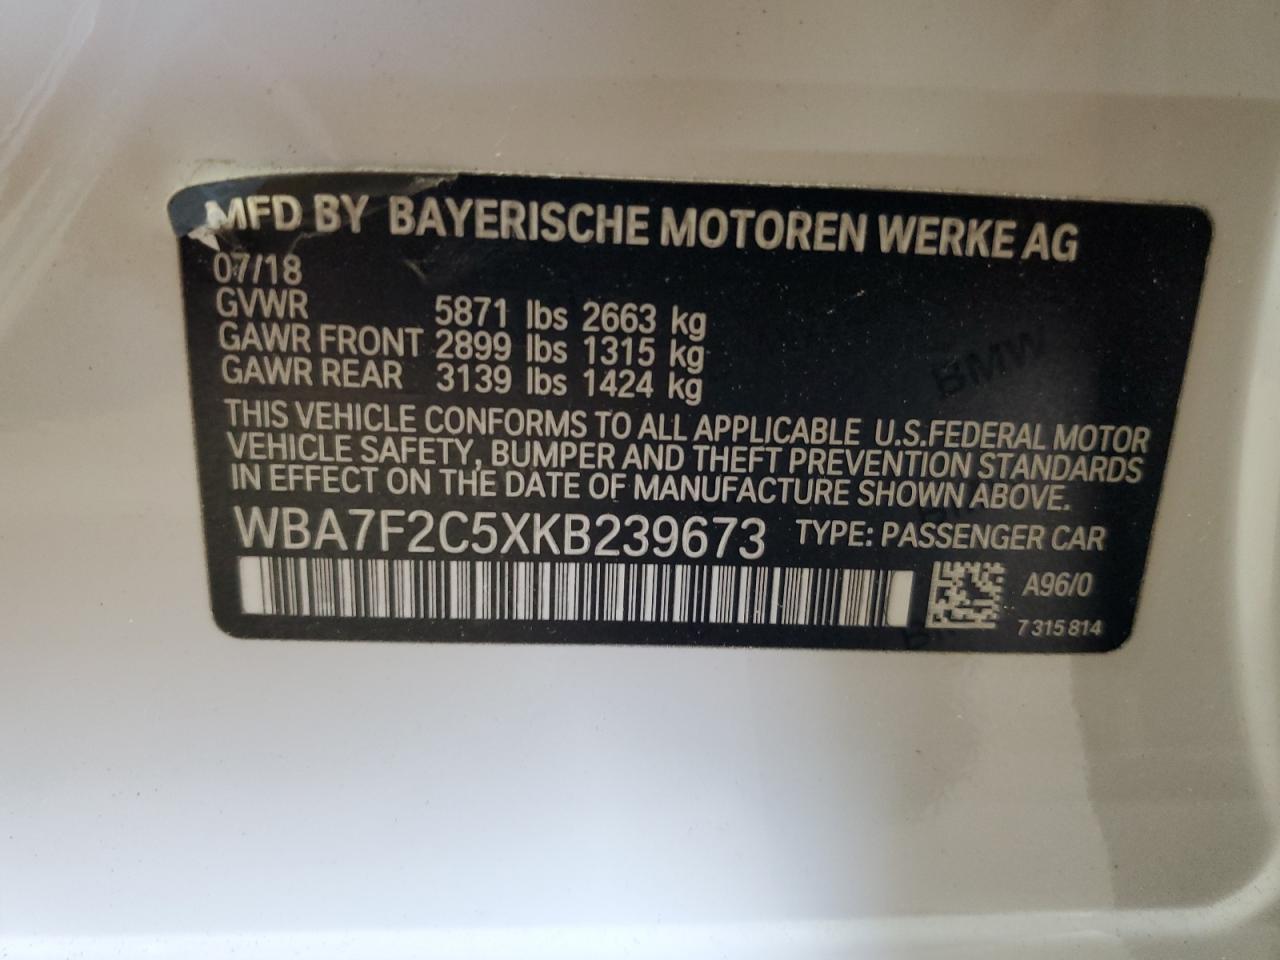 MFD BY BAYERISCHE MOTOREN WERKE AG
07/18
GVWR 5871 lbs 2663 kg
GAWR FRONT 2899 lbs 1315 kg
GAWR REAR 3139 lbs 1424 kg
THIS VEHICLE CONFORMS TO ALL APPLICABLE U.S.FEDERAL MOTOR
VEHICLE SAFETY, BUMPER AND THEFT PREVENTION STANDARDS
IN EFFECT ON THE DATE OF MANUFACTURE SHOWN ABOVE.
WBA7F2C5XKB239673 TYPE: PASSENGER CAR
A96/0
7 315 814
BMW